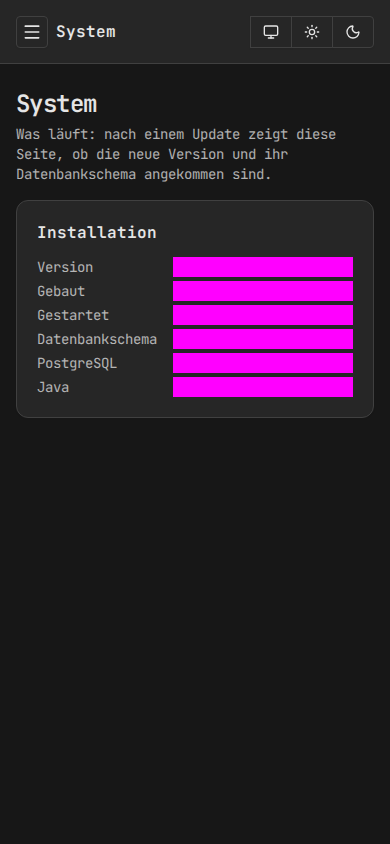 System
System
Was läuft: nach einem Update zeigt diese
Seite, ob die neue Version und ihr
Datenbankschema angekommen sind.
Installation
Version
Gebaut
Gestartet
Datenbankschema
PostgreSQL
Java